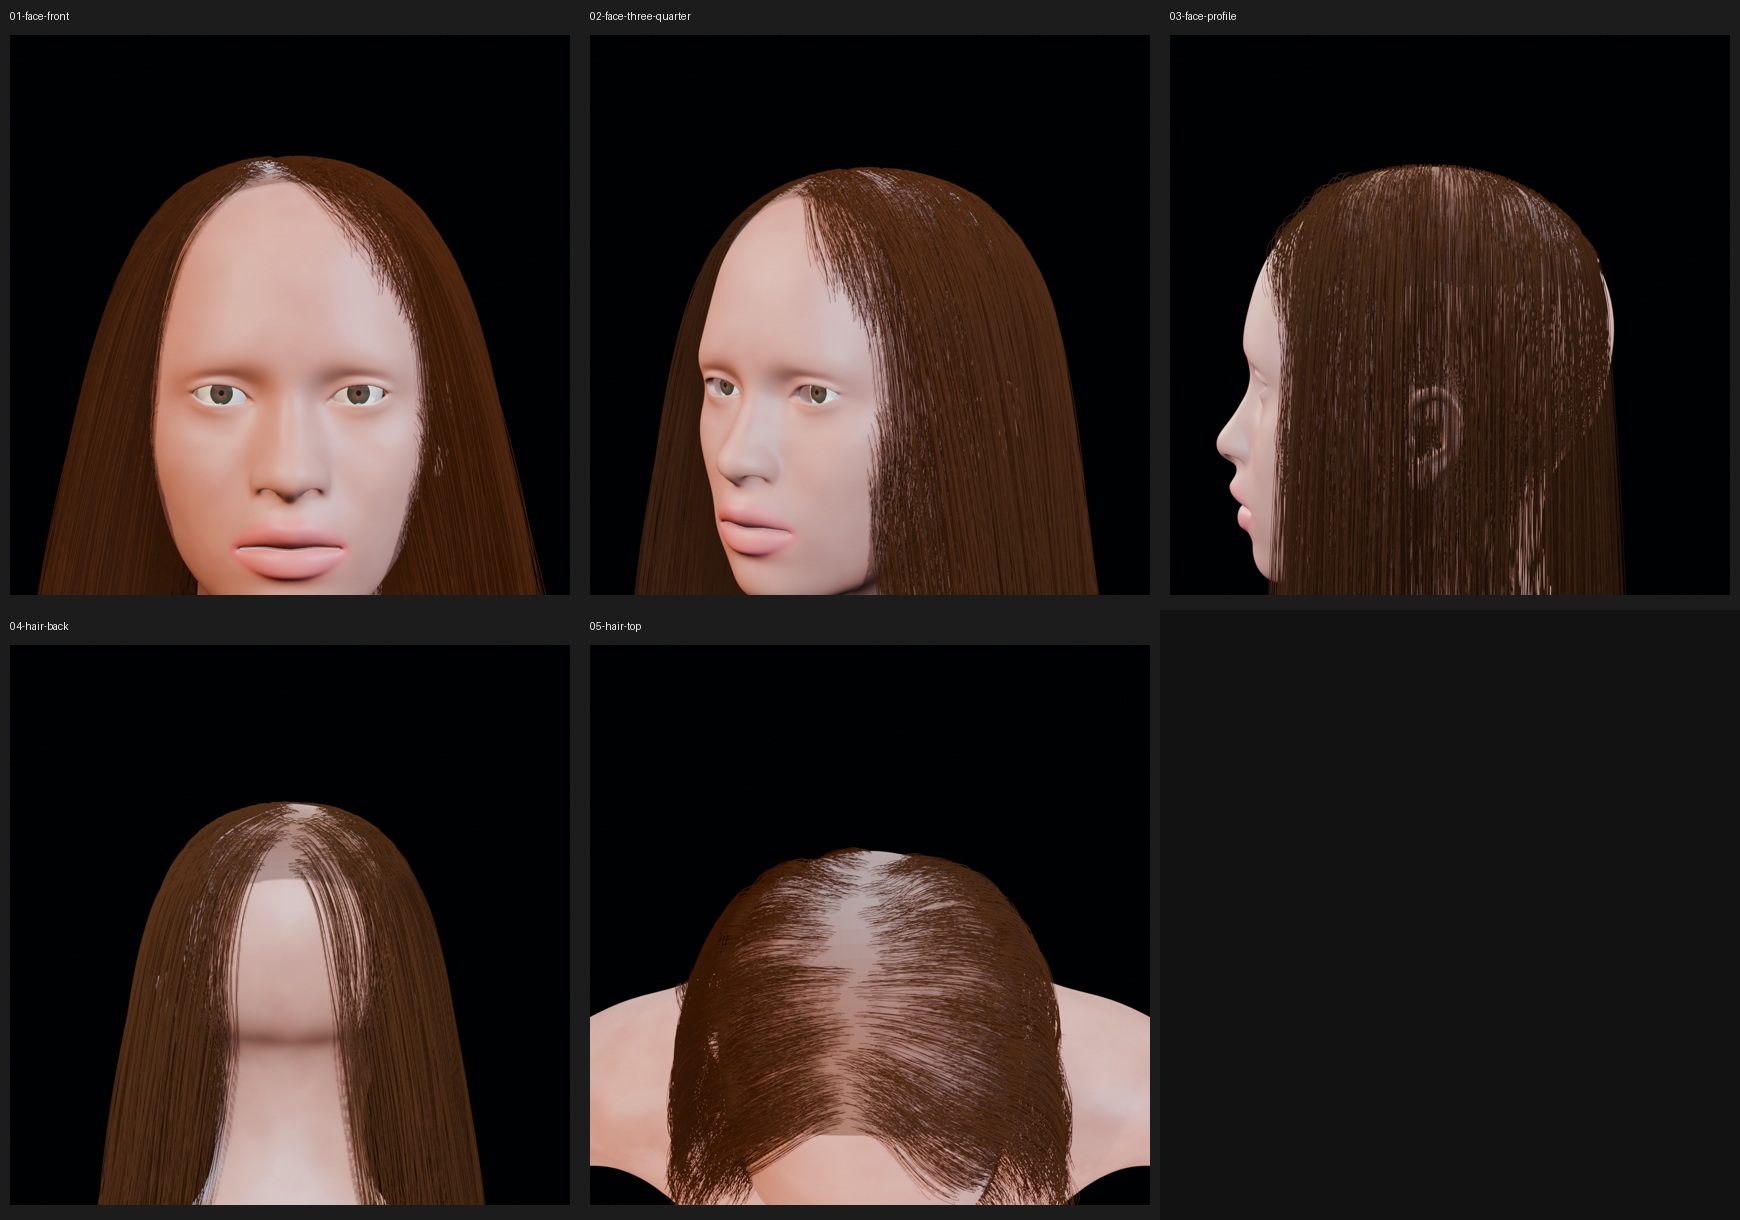 01-face-front
02-face-three-quarter
03-face-profile
04-hair-back
05-hair-top